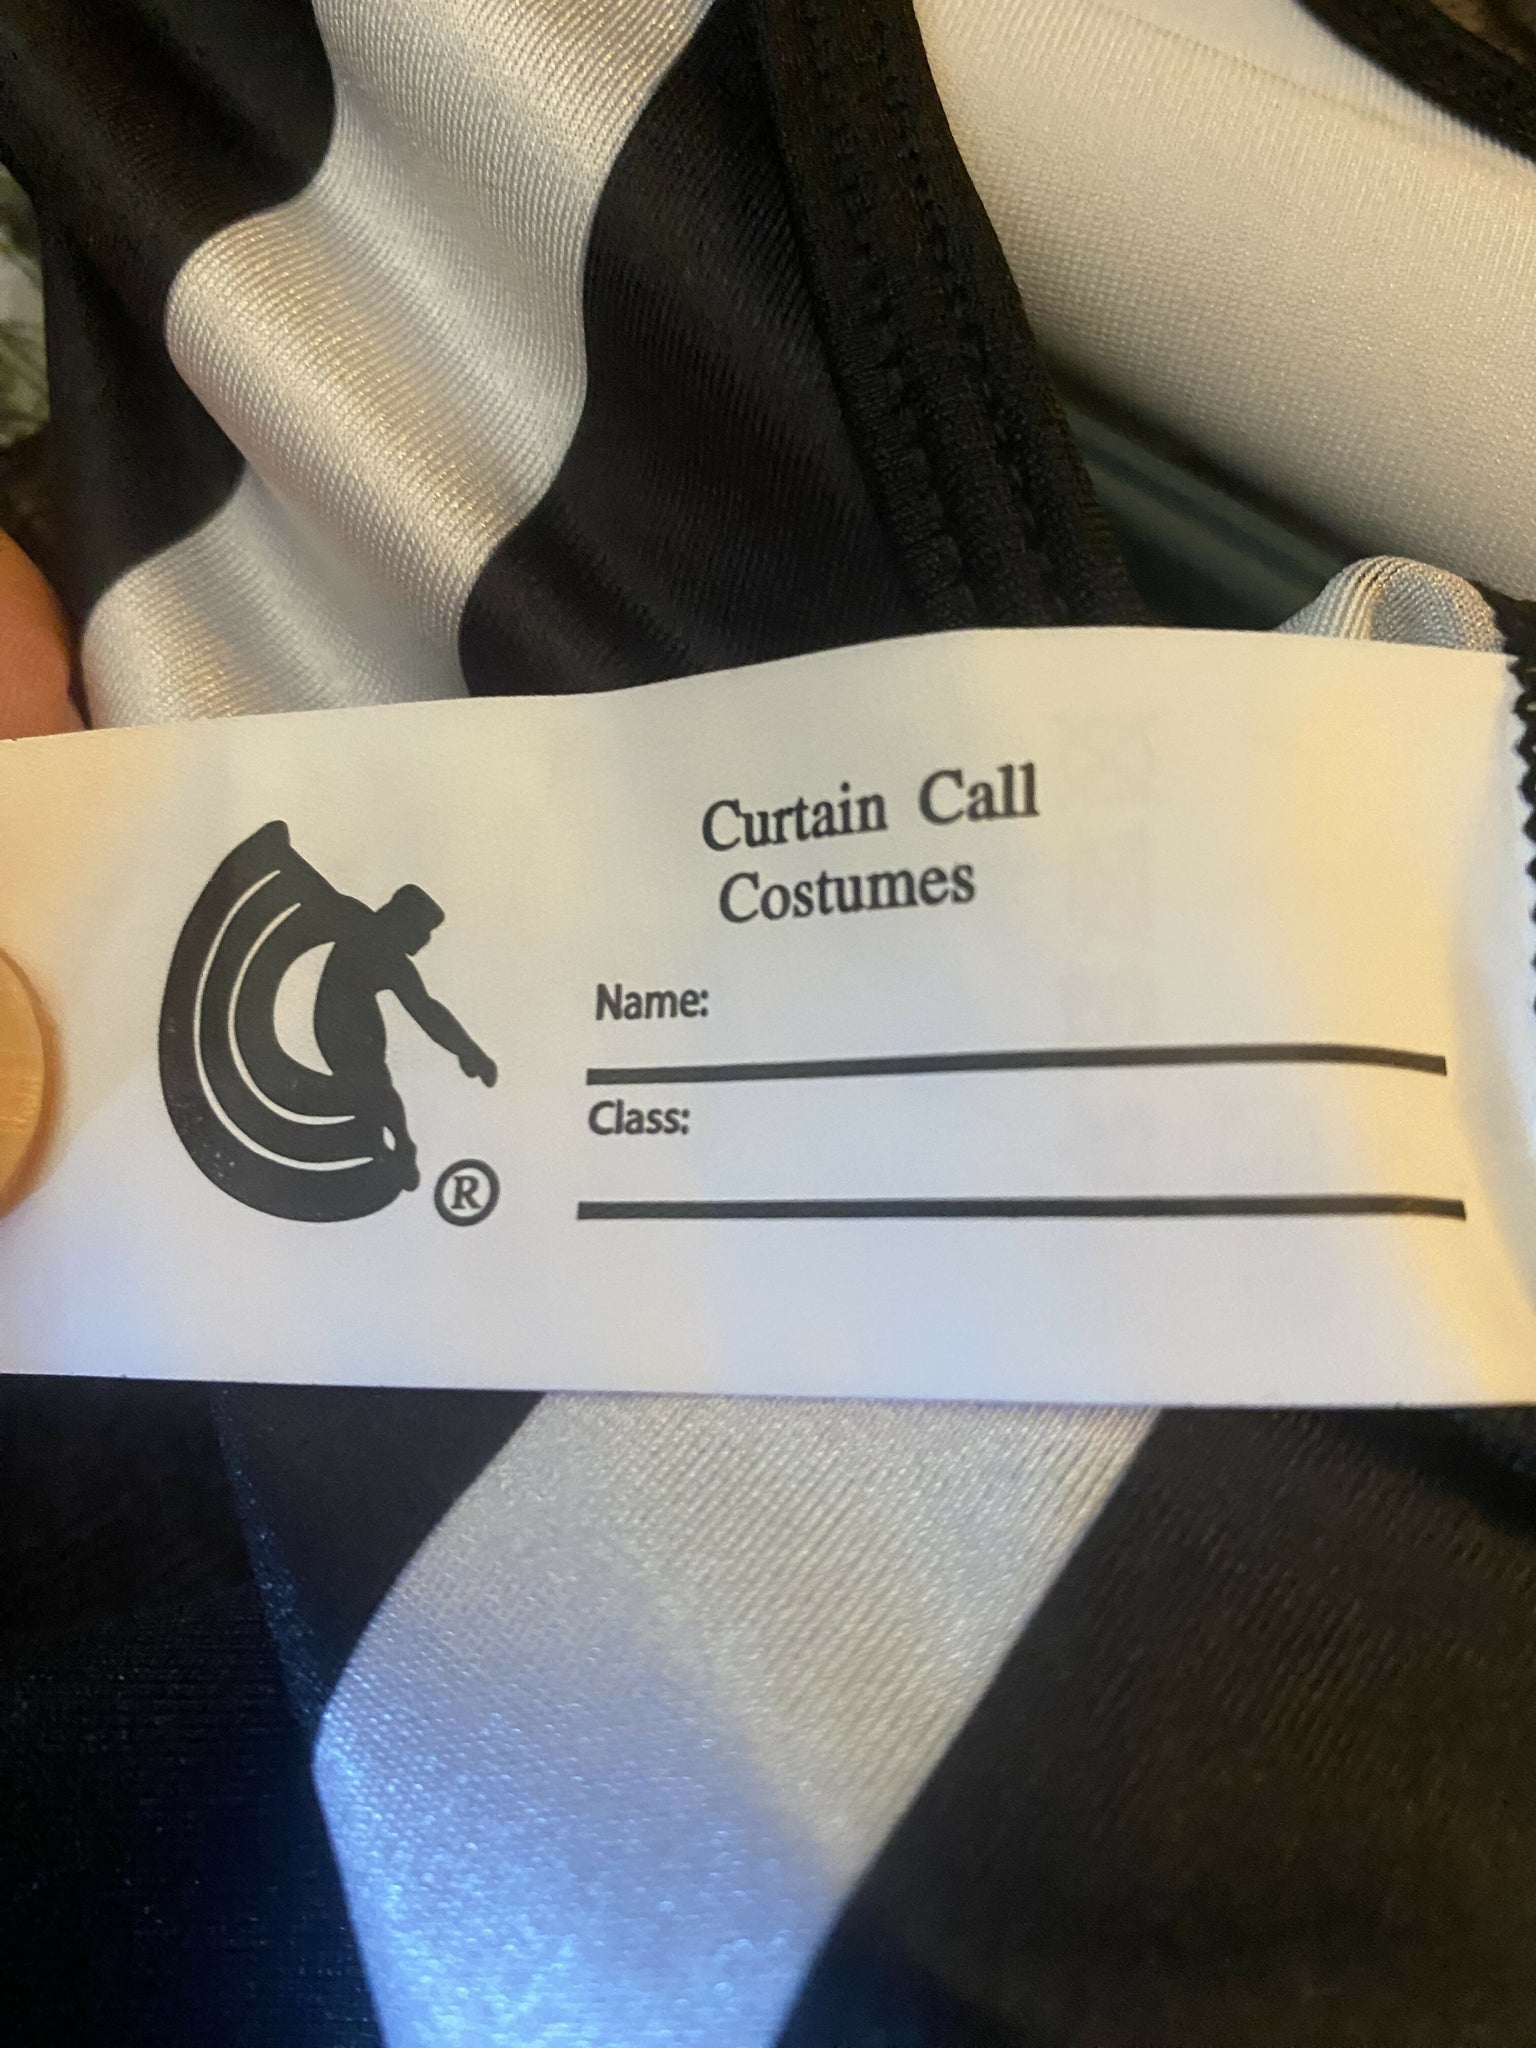 Curtain Call
Costumes
Name:
Class:
®